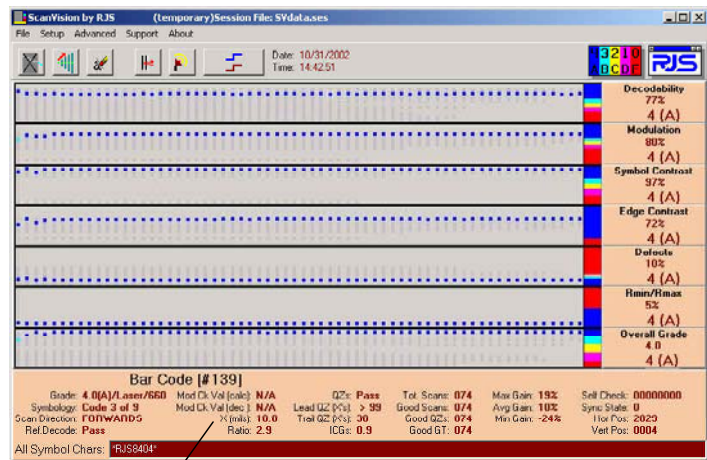 ScanVision by RJS (temporary)Session File: SVdata.ses
File Setup Advanced Support About
Date: 10/31/2002
Time: 14:42:51
N 3 2 1 0
A B C D E
RJS
Decodability
77%
4 (A)
Modulation
80%
4 (A)
Symbol Contrast
97%
4 (A)
Edge Contrast
72%
4 (A)
Defects
10%
4 (A)
Rmin/Rmax
5%
4 (A)
Overall Grade
4.0
4 (A)
Bar Code [#139]
Grade: 4.0(A)/Laser/660 Mod Ck Val (calc): N/A QZs: Pass Tot. Scans: 074 Max Gain: 19% Self Check: 00000000
Symbology: Code 3 of 9 Mod Ck Val (dec ): N/A Lead QZ (X's): > 99 Good Scans: 074 Avg Gain: 10% Sync State: 0
Scan Direction: FORWARDS X (mils): 10.0 Trail QZ (X's): 30 Good QZs: 074 Min Gain: -24% Hor Pos: 2029
Ref.Decode: Pass Ratio: 2.9 ICGs: 0.9 Good GT: 074 Vert Pos: 0004
All Symbol Chars: *RJS8404*